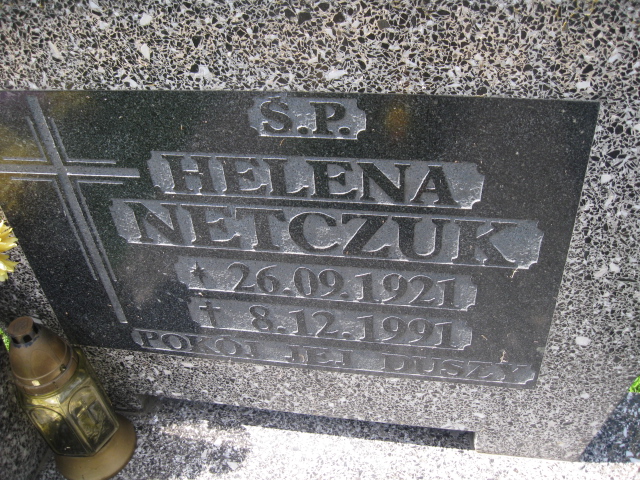 Ś.P.
HELENA
NETCZUK
* 26.09.1921
† 8.12.1991
POKÓJ JEJ DUSZY